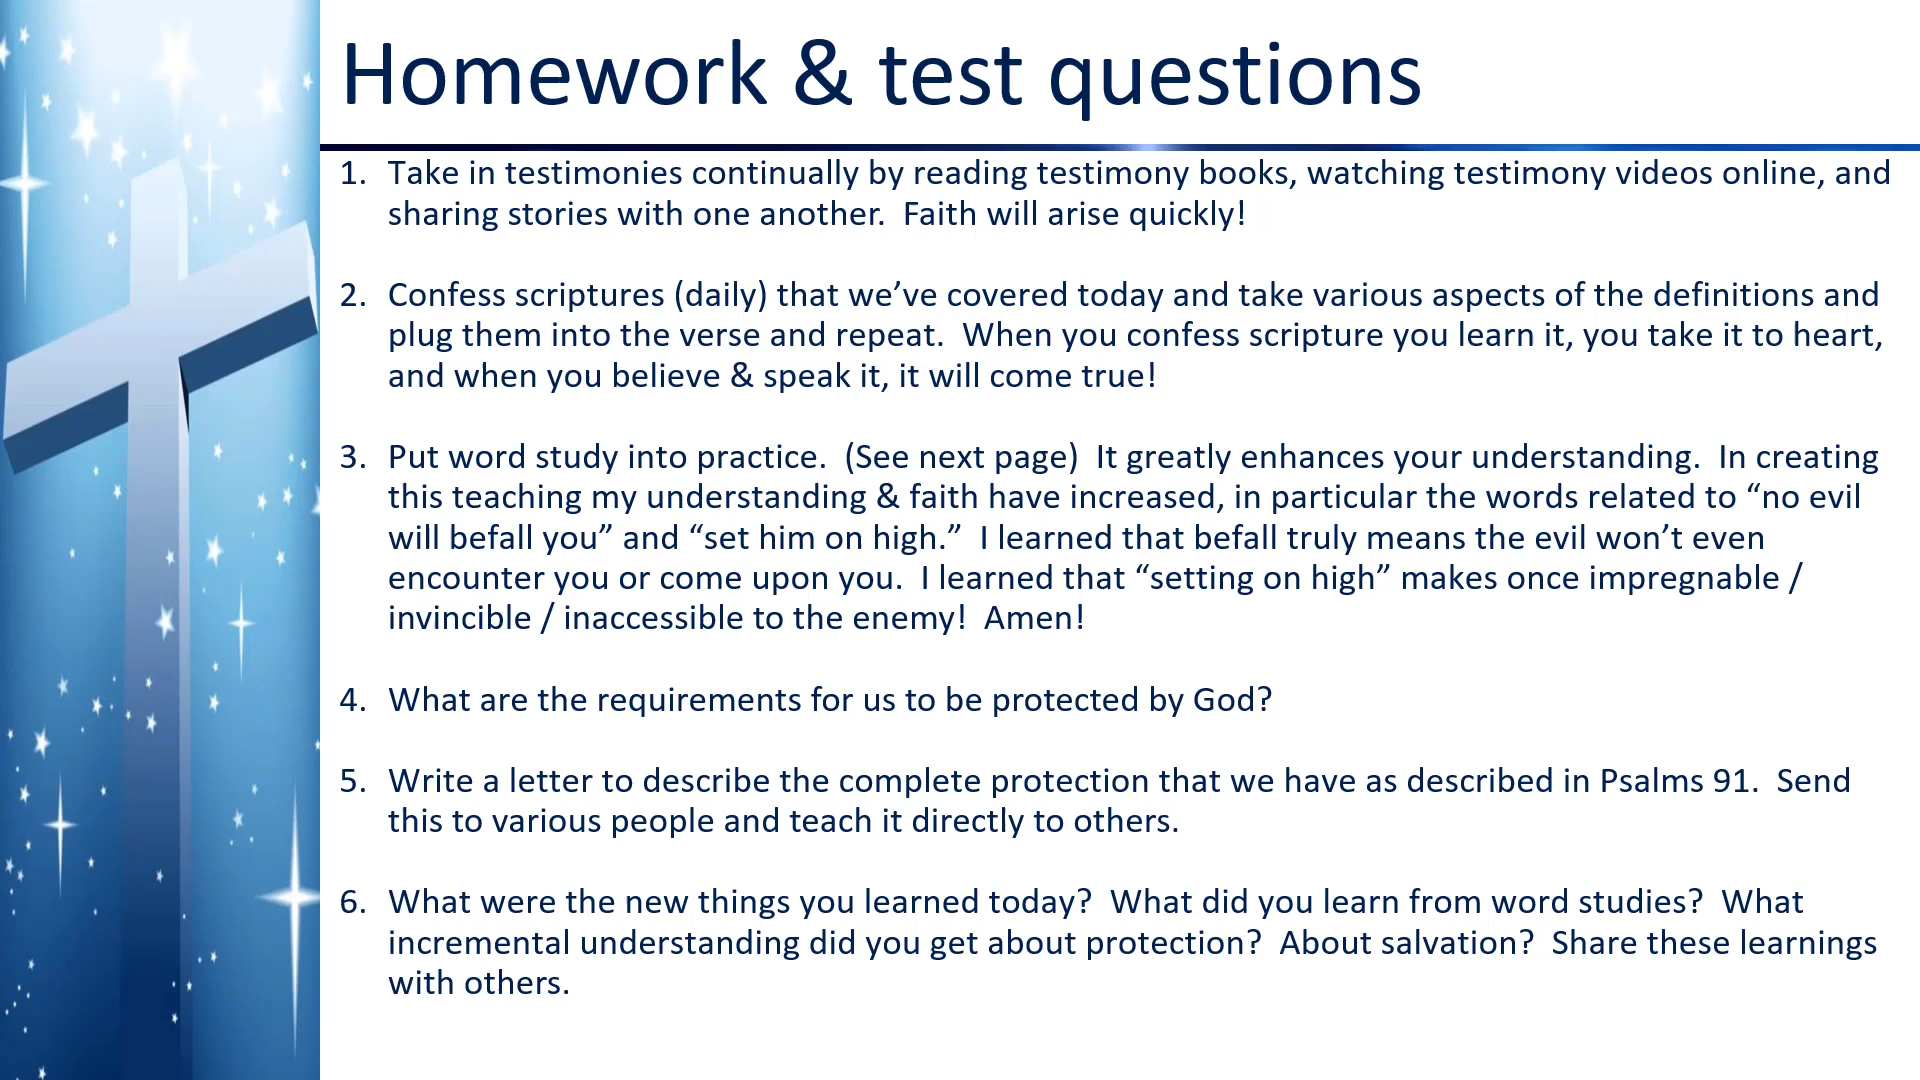 Homework & test questions
1. Take in testimonies continually by reading testimony books, watching testimony videos online, and
sharing stories with one another.  Faith will arise quickly!
2. Confess scriptures (daily) that we’ve covered today and take various aspects of the definitions and
plug them into the verse and repeat.  When you confess scripture you learn it, you take it to heart,
and when you believe & speak it, it will come true!
3. Put word study into practice.  (See next page)  It greatly enhances your understanding.  In creating
this teaching my understanding & faith have increased, in particular the words related to “no evil
will befall you” and “set him on high.”  I learned that befall truly means the evil won’t even
encounter you or come upon you.  I learned that “setting on high” makes once impregnable /
invincible / inaccessible to the enemy!  Amen!
4. What are the requirements for us to be protected by God?
5. Write a letter to describe the complete protection that we have as described in Psalms 91.  Send
this to various people and teach it directly to others.
6. What were the new things you learned today?  What did you learn from word studies?  What
incremental understanding did you get about protection?  About salvation?  Share these learnings
with others.